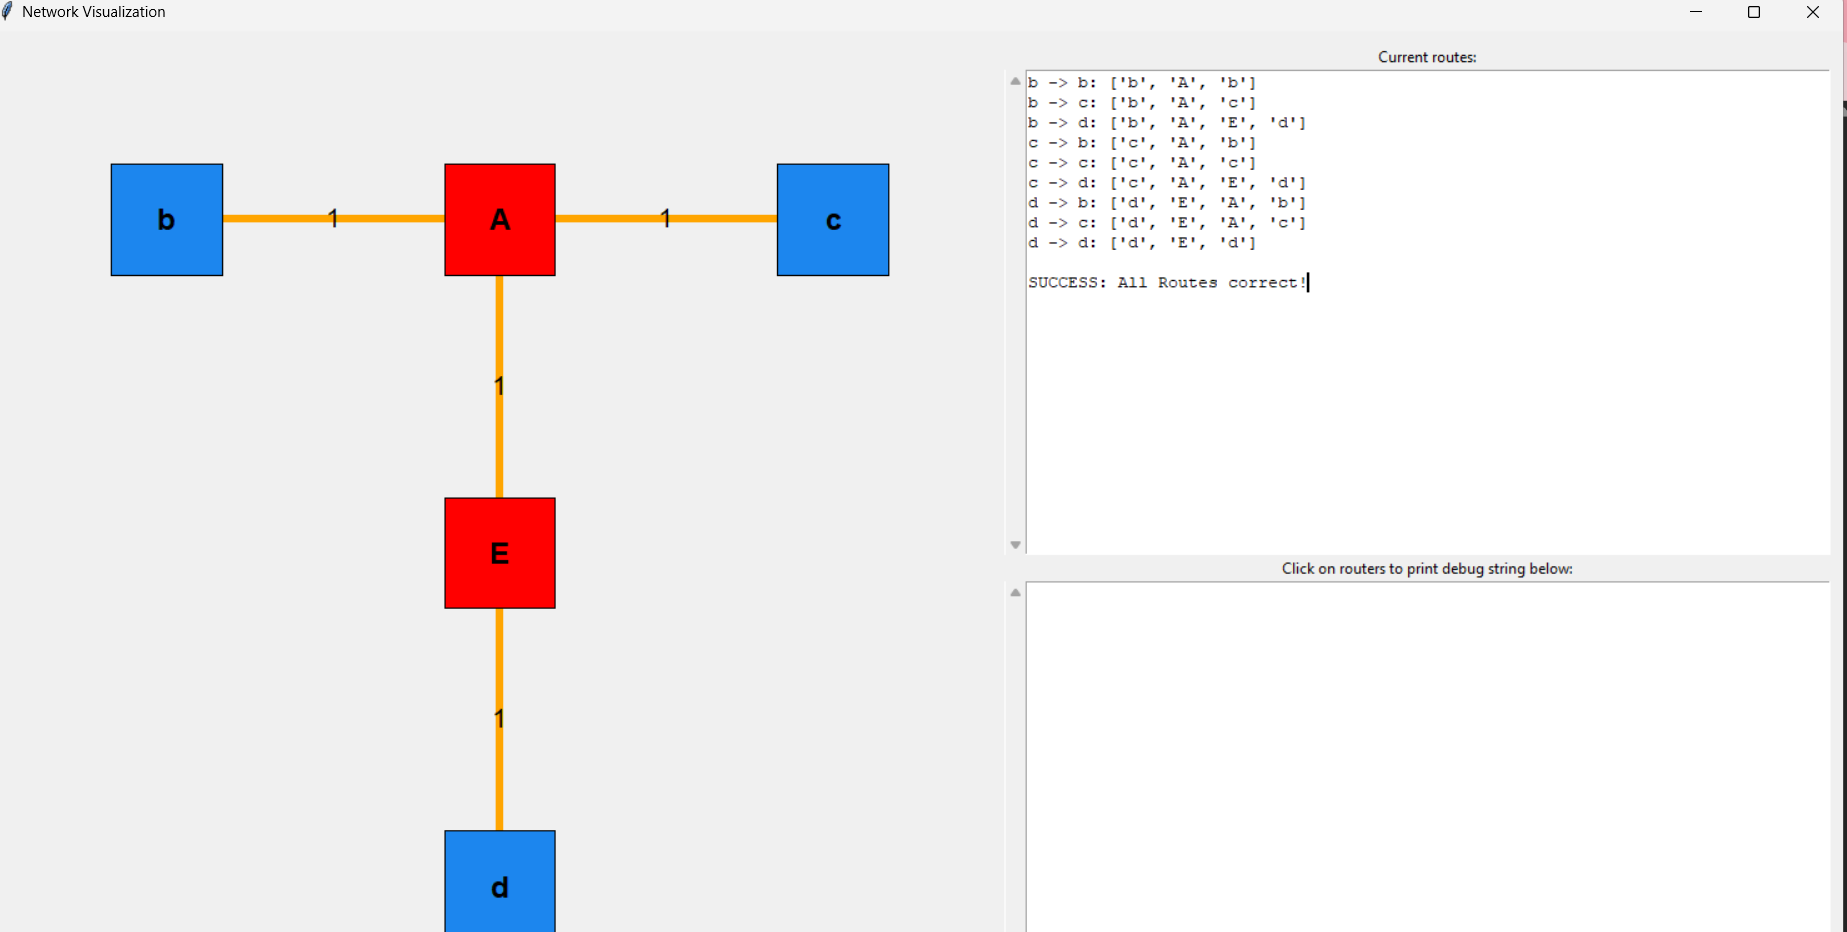 Network Visualization
Current routes:
b -> b: ['b', 'A', 'b']
b -> c: ['b', 'A', 'c']
b -> d: ['b', 'A', 'E', 'd']
c -> b: ['c', 'A', 'b']
c -> c: ['c', 'A', 'c']
c -> d: ['c', 'A', 'E', 'd']
d -> b: ['d', 'E', 'A', 'b']
d -> c: ['d', 'E', 'A', 'c']
d -> d: ['d', 'E', 'd']
SUCCESS: All Routes correct!
Click on routers to print debug string below:
b 1 A 1 c
1
E
1
d